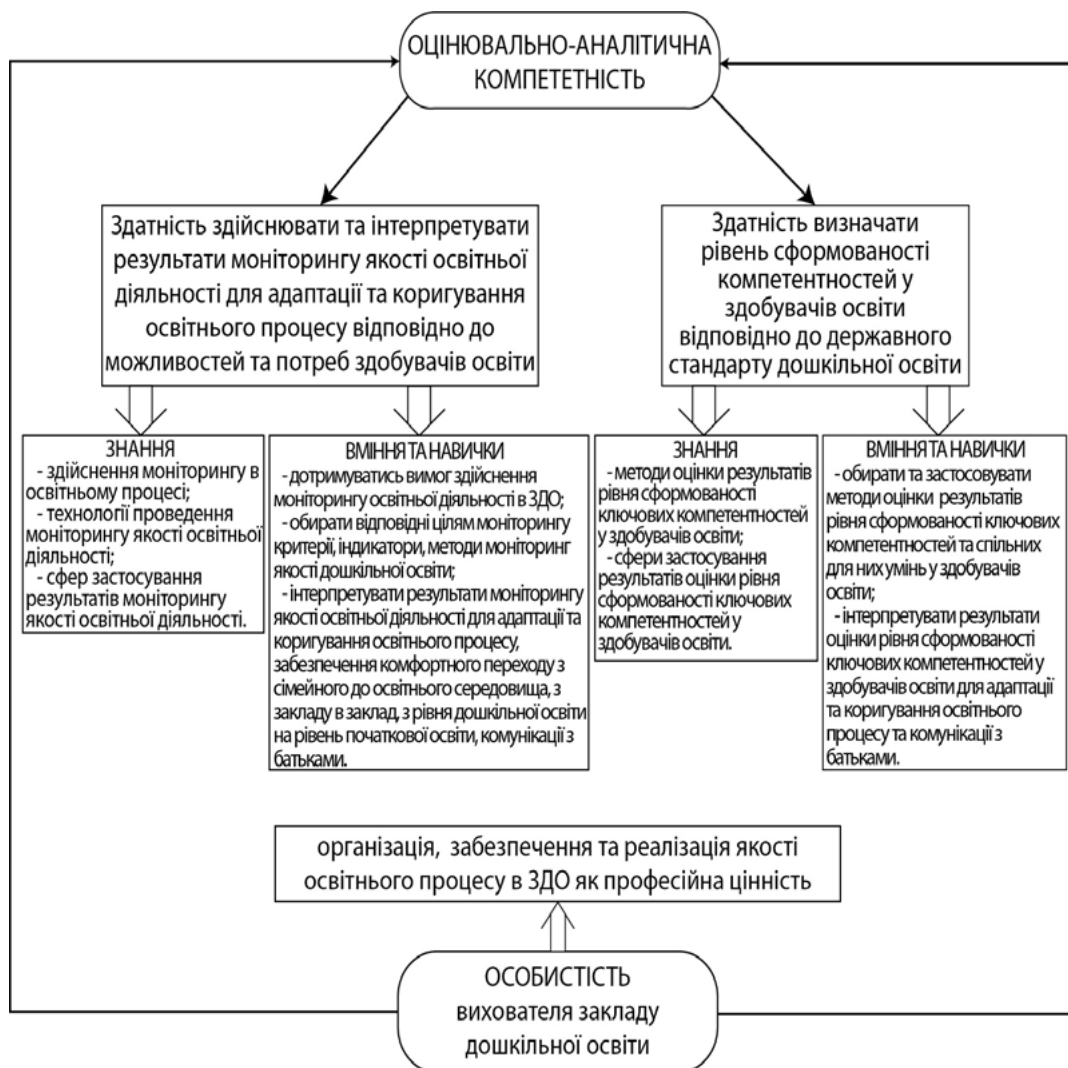 ОЦІНЮВАЛЬНО-АНАЛІТИЧНА
КОМПЕТЕТНІСТЬ
Здатність здійснювати та інтерпретувати
результати моніторингу якості освітньої
діяльності для адаптації та коригування
освітнього процесу відповідно до
можливостей та потреб здобувачів освіти
Здатність визначати
рівень сформованості
компетентностей у
здобувачів освіти
відповідно до державного
стандарту дошкільної освіти
ЗНАННЯ
- здійснення моніторингу в
освітньому процесі;
- технології проведення
моніторингу якості освітньої
діяльності;
- сфер застосування
результатів моніторингу
якості освітньої діяльності.
ВМІННЯ ТА НАВИЧКИ
- дотримуватись вимог здійснення
моніторингу освітньої діяльності в ЗДО;
- обирати відповідні цілям моніторингу
критерії, індикатори, методи моніторинг
якості дошкільної освіти;
- інтерпретувати результати моніторингу
якості освітньої діяльності для адаптації та
коригування освітнього процесу,
забезпечення комфортного переходу з
сімейного до освітнього середовища, з
закладу в заклад, з рівня дошкільної освіти
на рівень початкової освіти, комунікації з
батьками.
ЗНАННЯ
- методи оцінки результатів
рівня сформованості
ключових компетентностей
у здобувачів освіти;
- сфери застосування
результатів оцінки рівня
сформованості ключових
компетентностей у
здобувачів освіти.
ВМІННЯ ТА НАВИЧКИ
- обирати та застосовувати
методи оцінки результатів
рівня сформованості ключових
компетентностей та спільних
для них умінь у здобувачів
освіти;
- інтерпретувати результати
оцінки рівня сформованості
ключових компетентностей у
здобувачів освіти для адаптації
та коригування освітнього
процесу та комунікації з
батьками.
організація, забезпечення та реалізація якості
освітнього процесу в ЗДО як професійна цінність
ОСОБИСТІСТЬ
вихователя закладу
дошкільної освіти